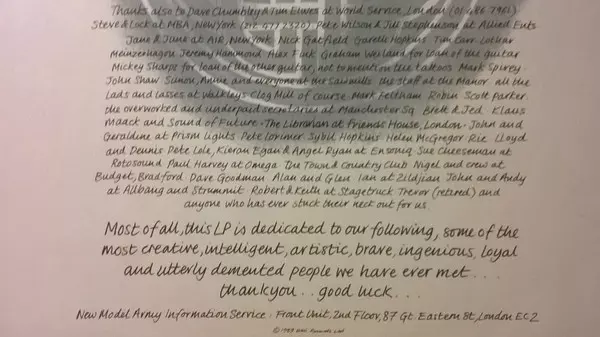 Thanks also to Dave Chumbley & Tim Elwes at World Service, London (01-486 7961)
Steve & Lock at MBA, New York (212-977 2320) Pete Wilson & Jill Stephenson at Allied Ents
Jane & June at AIR, New York Nick Gatfield Gareth Hopkins Tim Carr Lothar
Meinzerhagen Jeremy Hammond Alex Funk Graham Weiland for loan of the guitar
Mickey Sharpe for loan of the other guitar, not to mention the tattoos Mark Spirey
John Shaw Simon, Annie and everyone at the Sawmills the staff at the Manor all the
lads and lasses at Walkleys Clog Mill of course Mark Feltham Robin Scott Parker
the overworked and underpaid secretaries at Manchester Sq. Brett & Jed Klaus
Maack and Sound of Future - The Librarian at Friends House, London - John and
Geraldine at Prism Lights Pete Lorimer Sybil Hopkins Helen McGregor Ric Lloyd
and Dennis Pete Lole, Kieran Egan & Angel Ryan at Ensoniq Sue Cheeseman at
Rotosound Paul Harvey at Omega The Town & Country Club Nigel and crew at
Budget, Bradford Dave Goodman Alan and Glen Ian at Zildjian John and Andy
at Allbang and Strummit Robert & Keith at Stagetruck Trevor (retired) and
anyone who has ever stuck their neck out for us
Most of all, this LP is dedicated to our following, some of the
most creative, intelligent, artistic, brave, ingenious, loyal
and utterly demented people we have ever met . . .
thankyou . . good luck . . .
New Model Army Information Service : Front Unit, 2nd Floor, 87 Gt. Eastern St, London EC2
© 1989 EMI Records Ltd